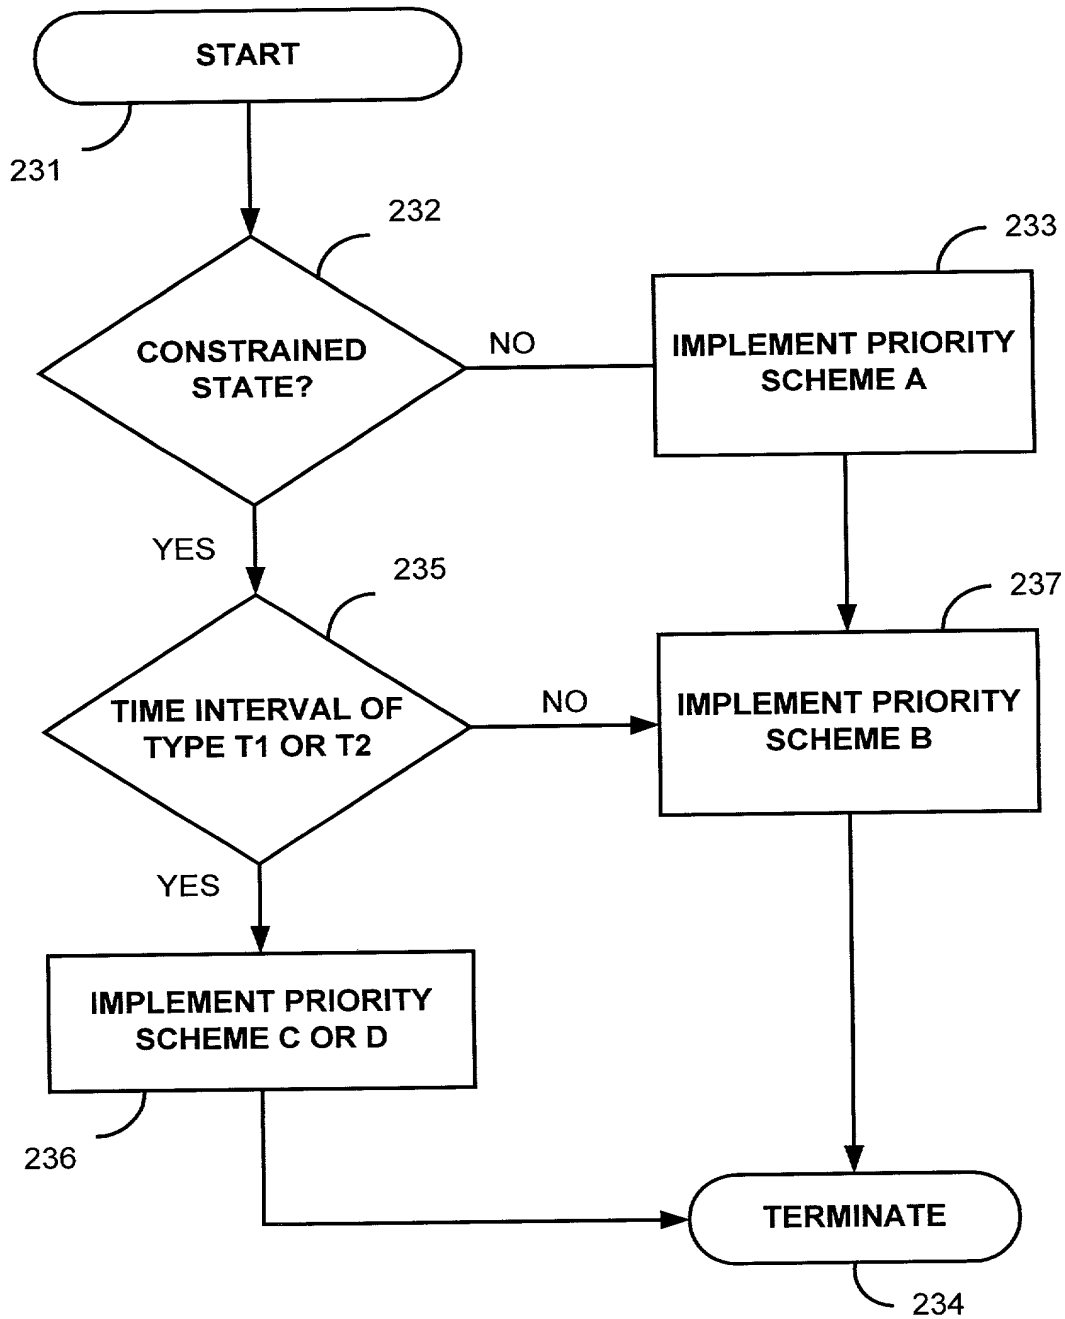 START
231
232
CONSTRAINED
STATE?
NO
233
IMPLEMENT PRIORITY
SCHEME A
YES
235
TIME INTERVAL OF
TYPE T1 OR T2
NO
237
IMPLEMENT PRIORITY
SCHEME B
YES
IMPLEMENT PRIORITY
SCHEME C OR D
236
TERMINATE
234